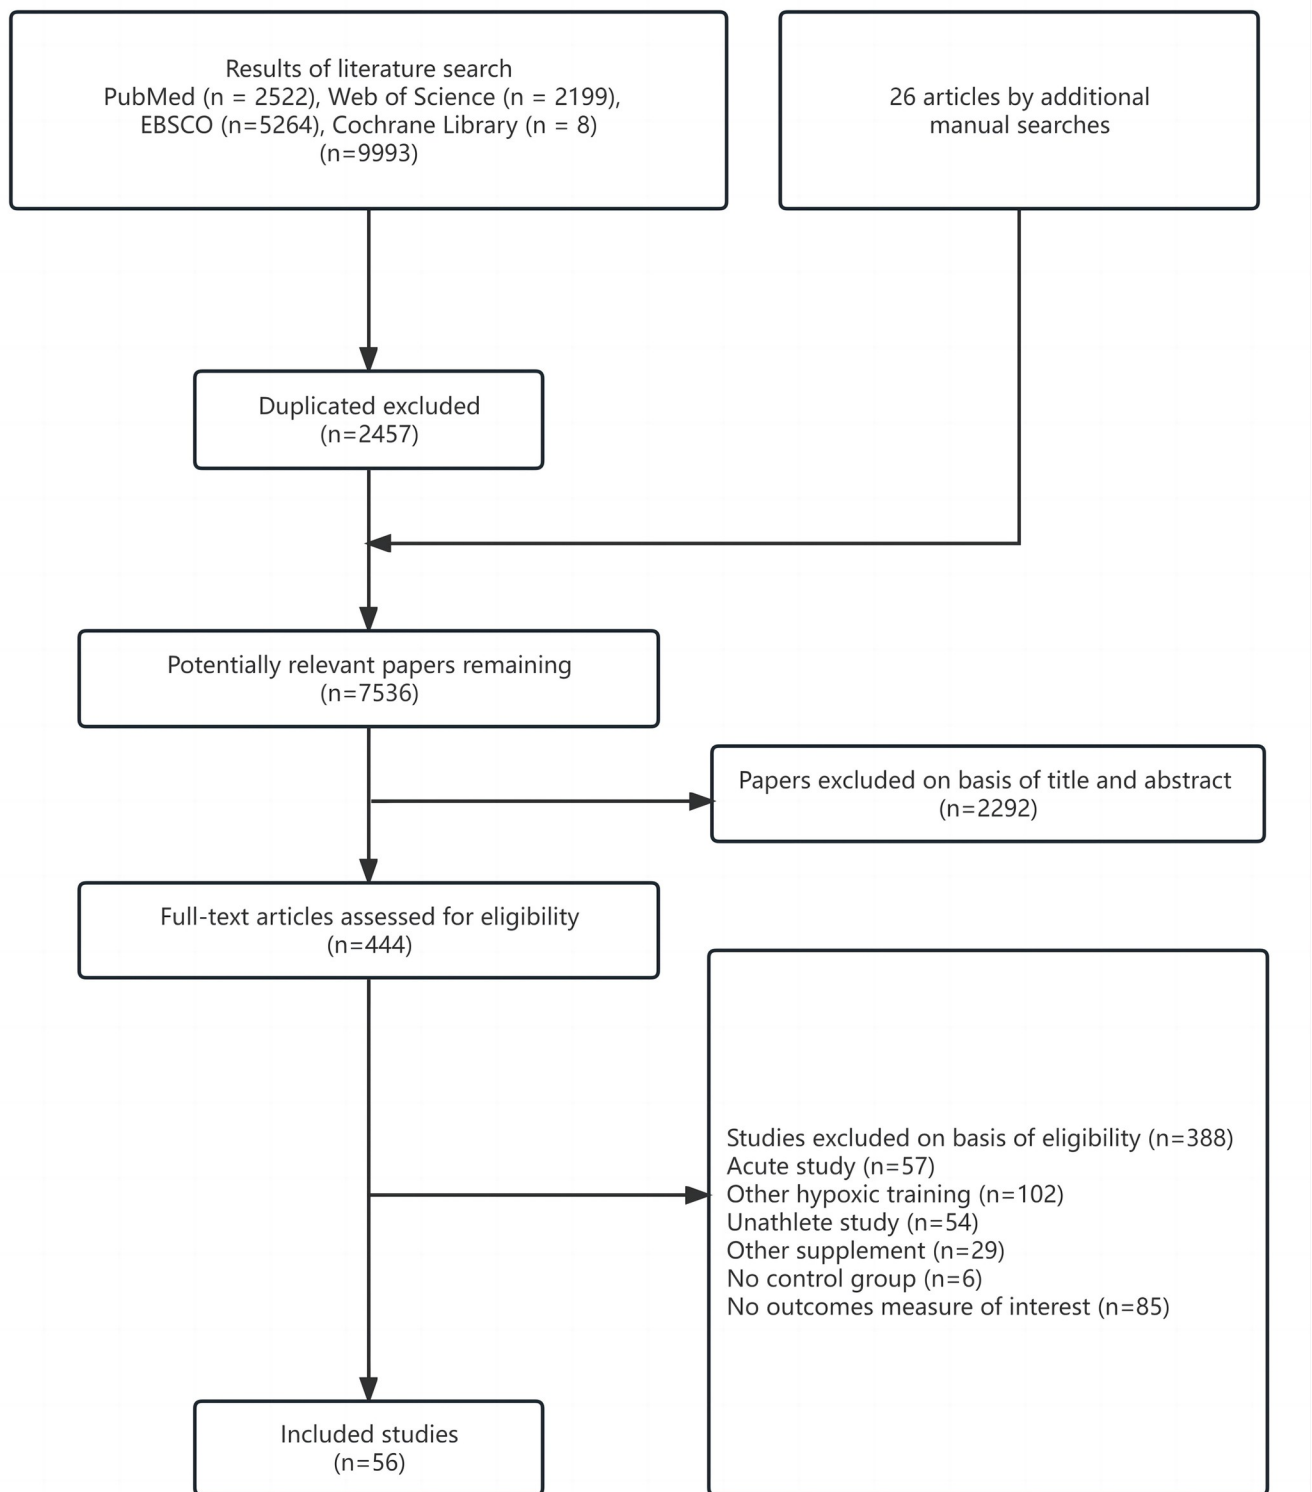 Results of literature search
PubMed (n = 2522), Web of Science (n = 2199),
EBSCO (n=5264), Cochrane Library (n = 8)
(n=9993)
26 articles by additional
manual searches
Duplicated excluded
(n=2457)
Potentially relevant papers remaining
(n=7536)
Papers excluded on basis of title and abstract
(n=2292)
Full-text articles assessed for eligibility
(n=444)
Studies excluded on basis of eligibility (n=388)
Acute study (n=57)
Other hypoxic training (n=102)
Unathlete study (n=54)
Other supplement (n=29)
No control group (n=6)
No outcomes measure of interest (n=85)
Included studies
(n=56)